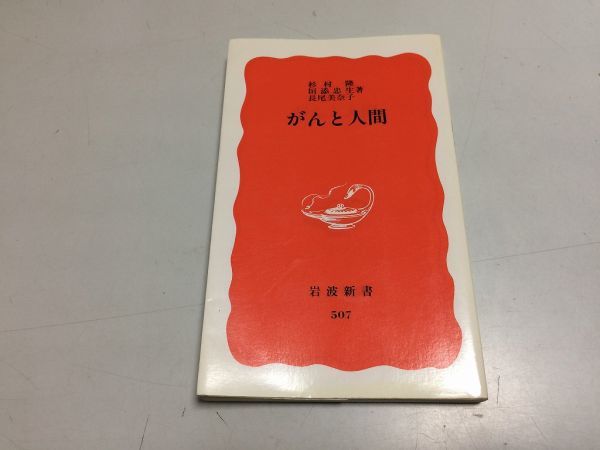 杉村隆
垣添忠生著
長尾美奈子
がんと人間
岩波新書
507